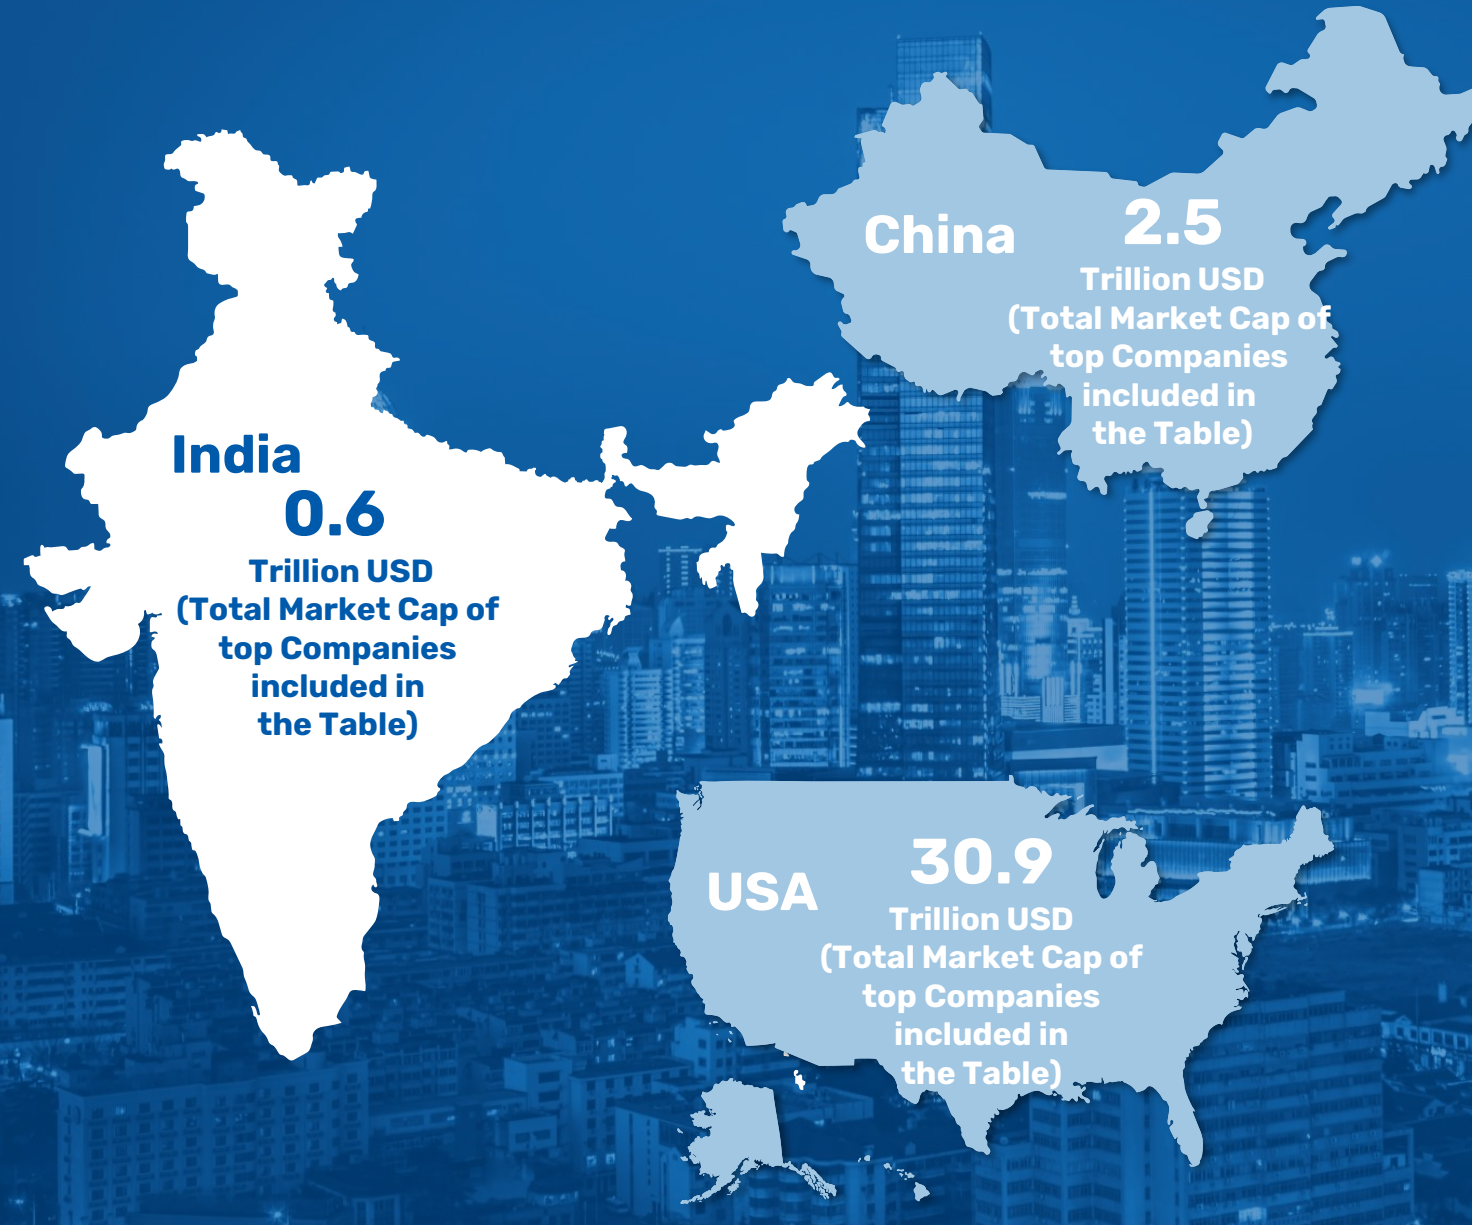 China
2.5
Trillion USD
(Total Market Cap of
top Companies
included in
the Table)
India
0.6
Trillion USD
(Total Market Cap of
top Companies
included in
the Table)
USA
30.9
Trillion USD
(Total Market Cap of
top Companies
included in
the Table)